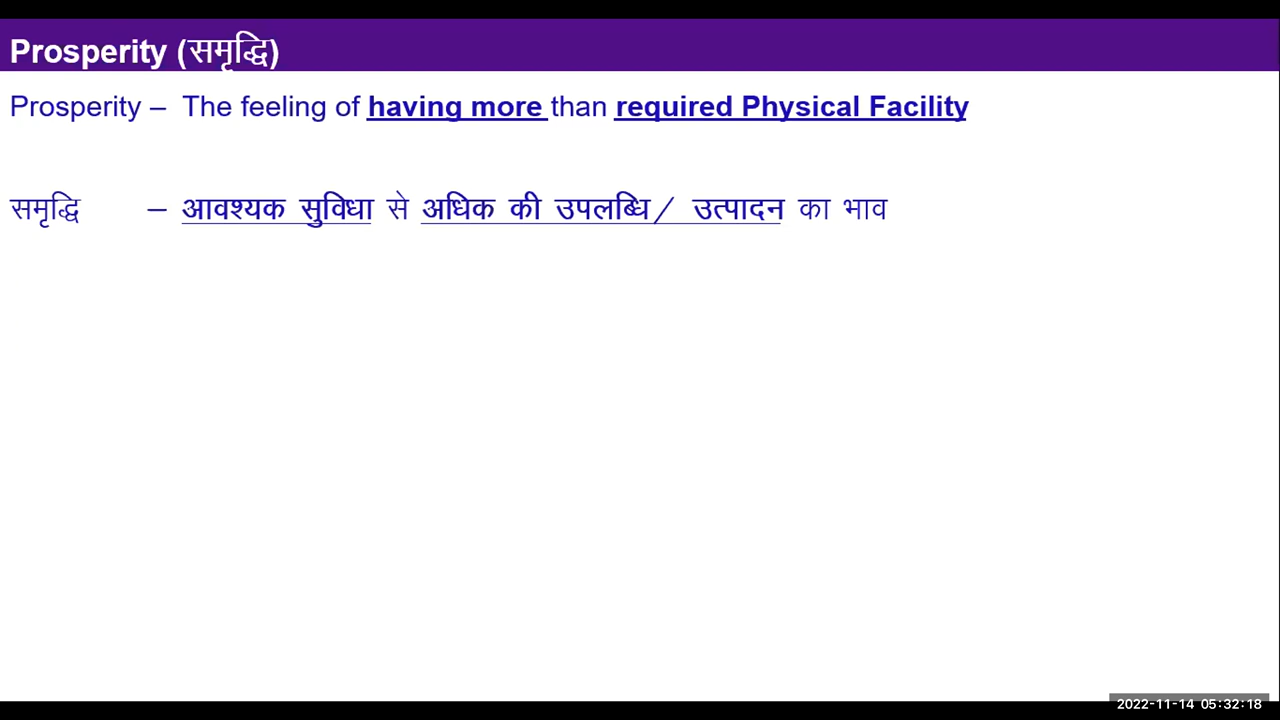 Prosperity (समृद्धि)
Prosperity – The feeling of having more than required Physical Facility
समृद्धि – आवश्यक सुविधा से अधिक की उपलब्धि/ उत्पादन का भाव
2022-11-14 05:32:18